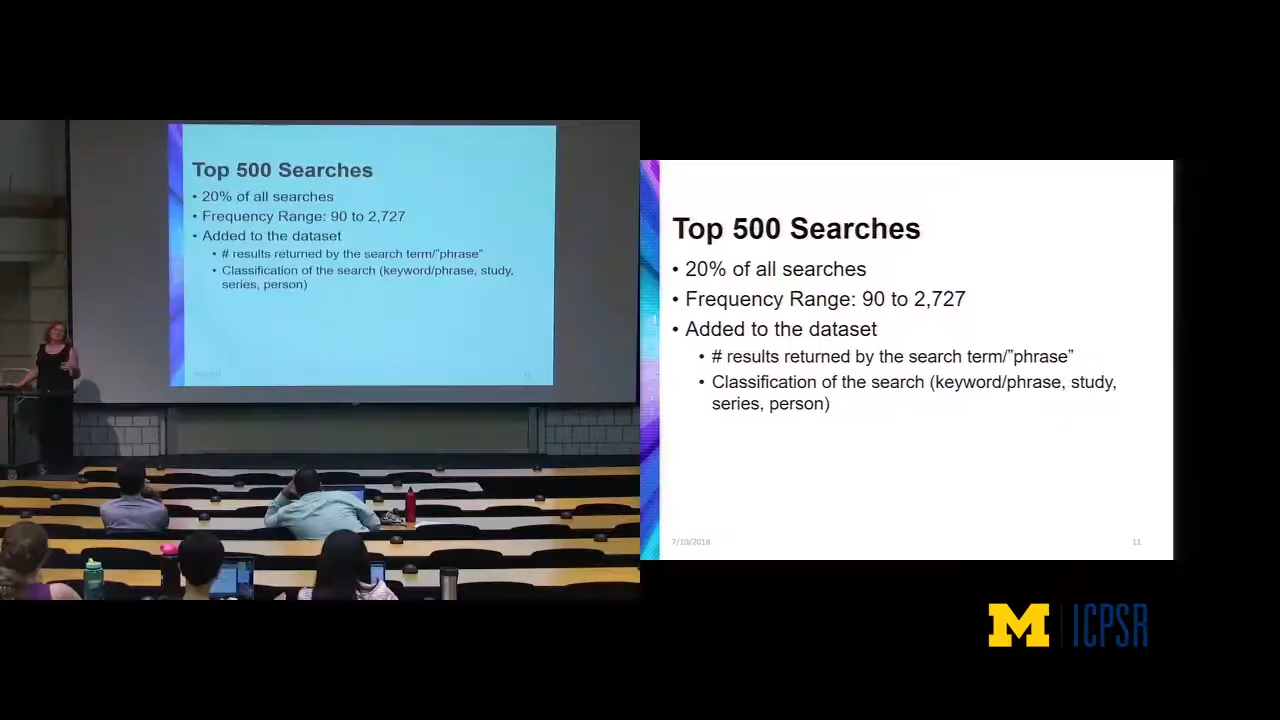 Top 500 Searches
• 20% of all searches
• Frequency Range: 90 to 2,727
• Added to the dataset
• # results returned by the search term/”phrase”
• Classification of the search (keyword/phrase, study,
series, person)
Top 500 Searches
• 20% of all searches
• Frequency Range: 90 to 2,727
• Added to the dataset
• # results returned by the search term/”phrase”
• Classification of the search (keyword/phrase, study,
series, person)
7/10/2018
11
M ICPSR